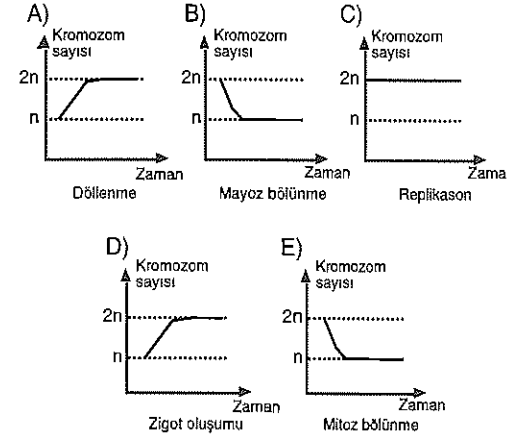 A)
Kromozom
sayısı
2n
n
Zaman
Döllenme
B)
Kromozom
sayısı
2n
n
Zaman
Mayoz bölünme
C)
Kromozom
sayısı
2n
n
Zama
Replikason
D)
Kromozom
sayısı
2n
n
Zaman
Zigot oluşumu
E)
Kromozom
sayısı
2n
n
Zaman
Mitoz bölünme